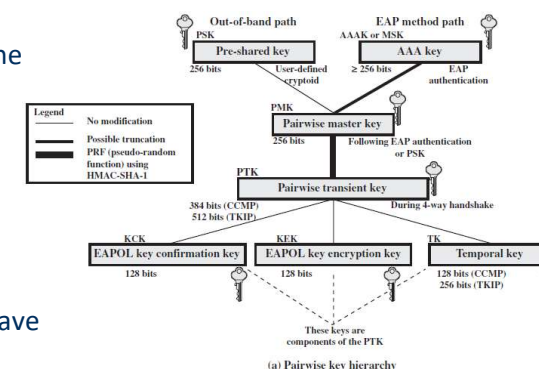 ne
ave
Out-of-band path
EAP method path
PSK
AAAK or MSK
Pre-shared key
AAA key
256 bits
User-defined
cryptoid
≥ 256 bits
EAP
authentication
Legend
No modification
Possible truncation
PRF (pseudo-random
function) using
HMAC-SHA-1
PMK
Pairwise master key
256 bits
Following EAP authentication
or PSK
PTK
Pairwise transient key
384 bits (CCMP)
512 bits (TKIP)
During 4-way handshake
KCK
KEK
TK
EAPOL key confirmation key
EAPOL key encryption key
Temporal key
128 bits
128 bits
128 bits (CCMP)
256 bits (TKIP)
These keys are
components of the PTK
(a) Pairwise key hierarchy